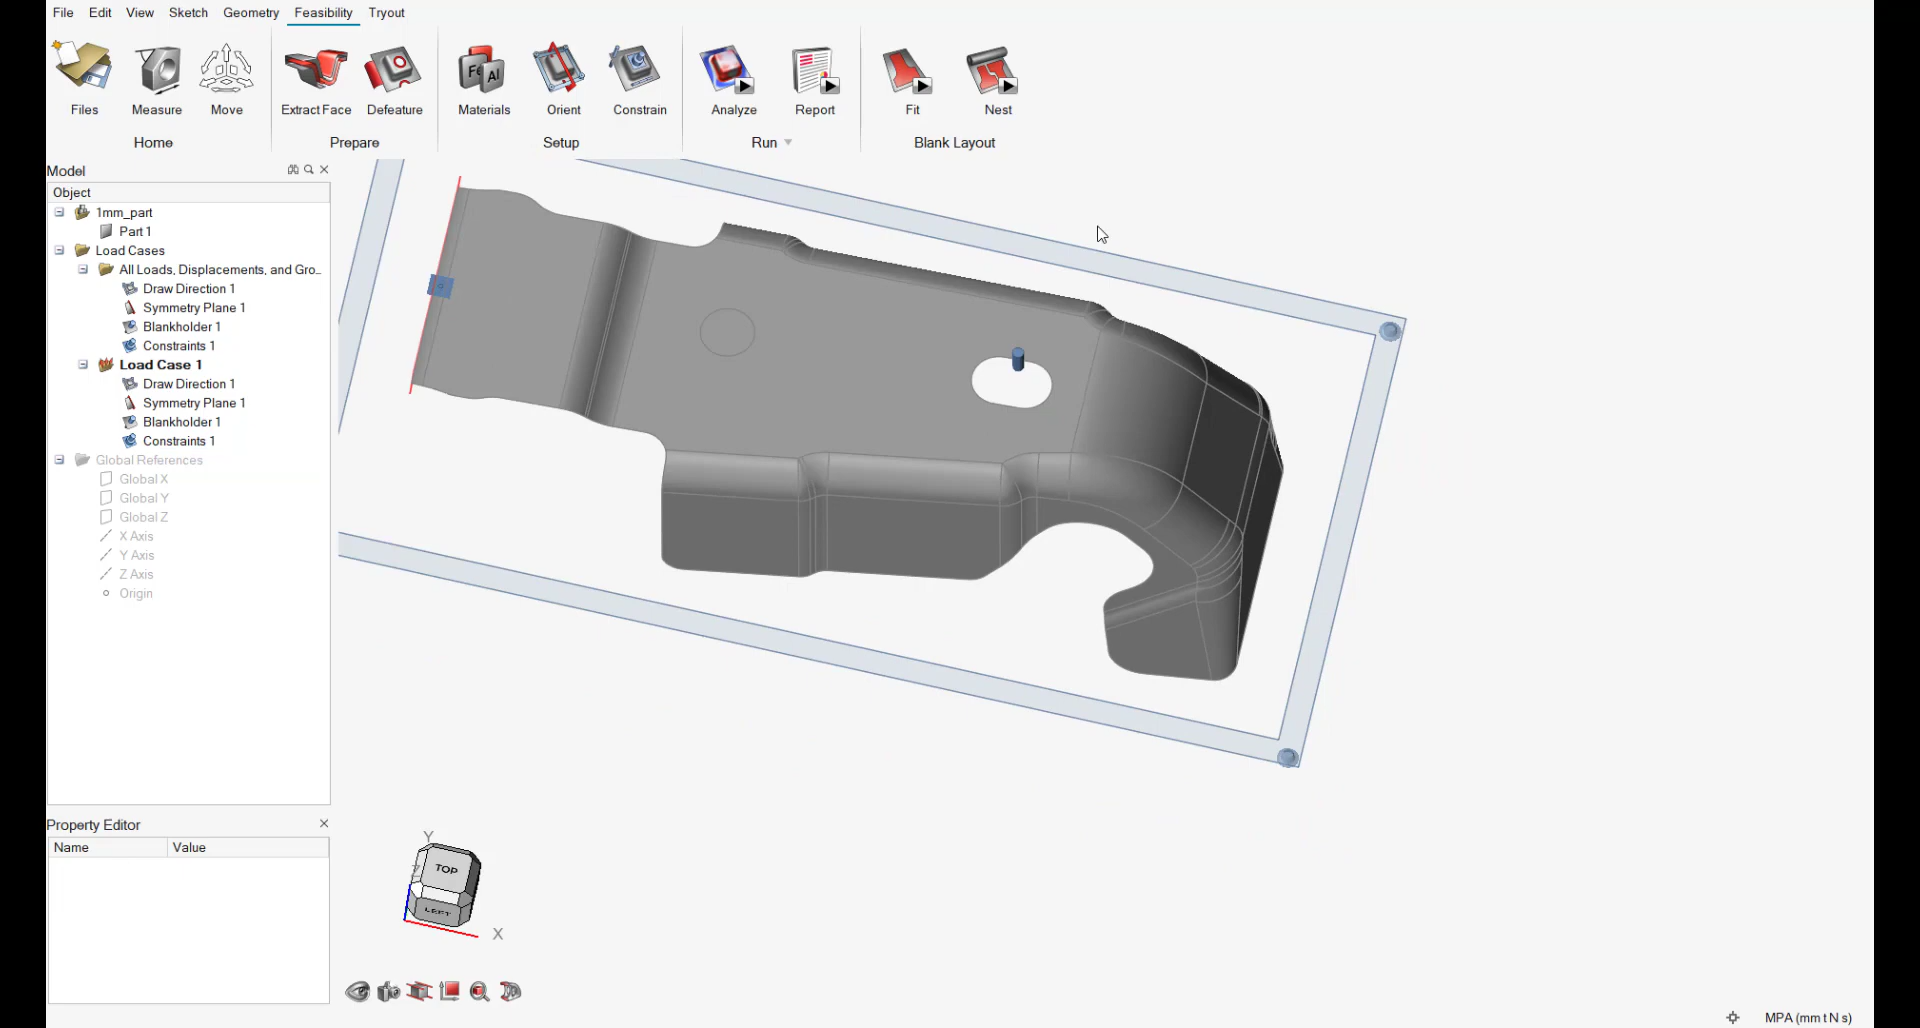 File Edit View Sketch Geometry Feasibility Tryout
Fe Al
Files Measure Move Extract Face Defeature Materials Orient Constrain Analyze Report Fit Nest
Home Prepare Setup Run Blank Layout
Model
Object
1mm_part
Part 1
Load Cases
All Loads, Displacements, and Gro...
Draw Direction 1
Symmetry Plane 1
Blankholder 1
Constraints 1
Load Case 1
Draw Direction 1
Symmetry Plane 1
Blankholder 1
Constraints 1
Global References
Global X
Global Y
Global Z
X Axis
Y Axis
Z Axis
Origin
Property Editor
Name Value
Y
Z
TOP
LEFT
X
MPA (mm t N s)